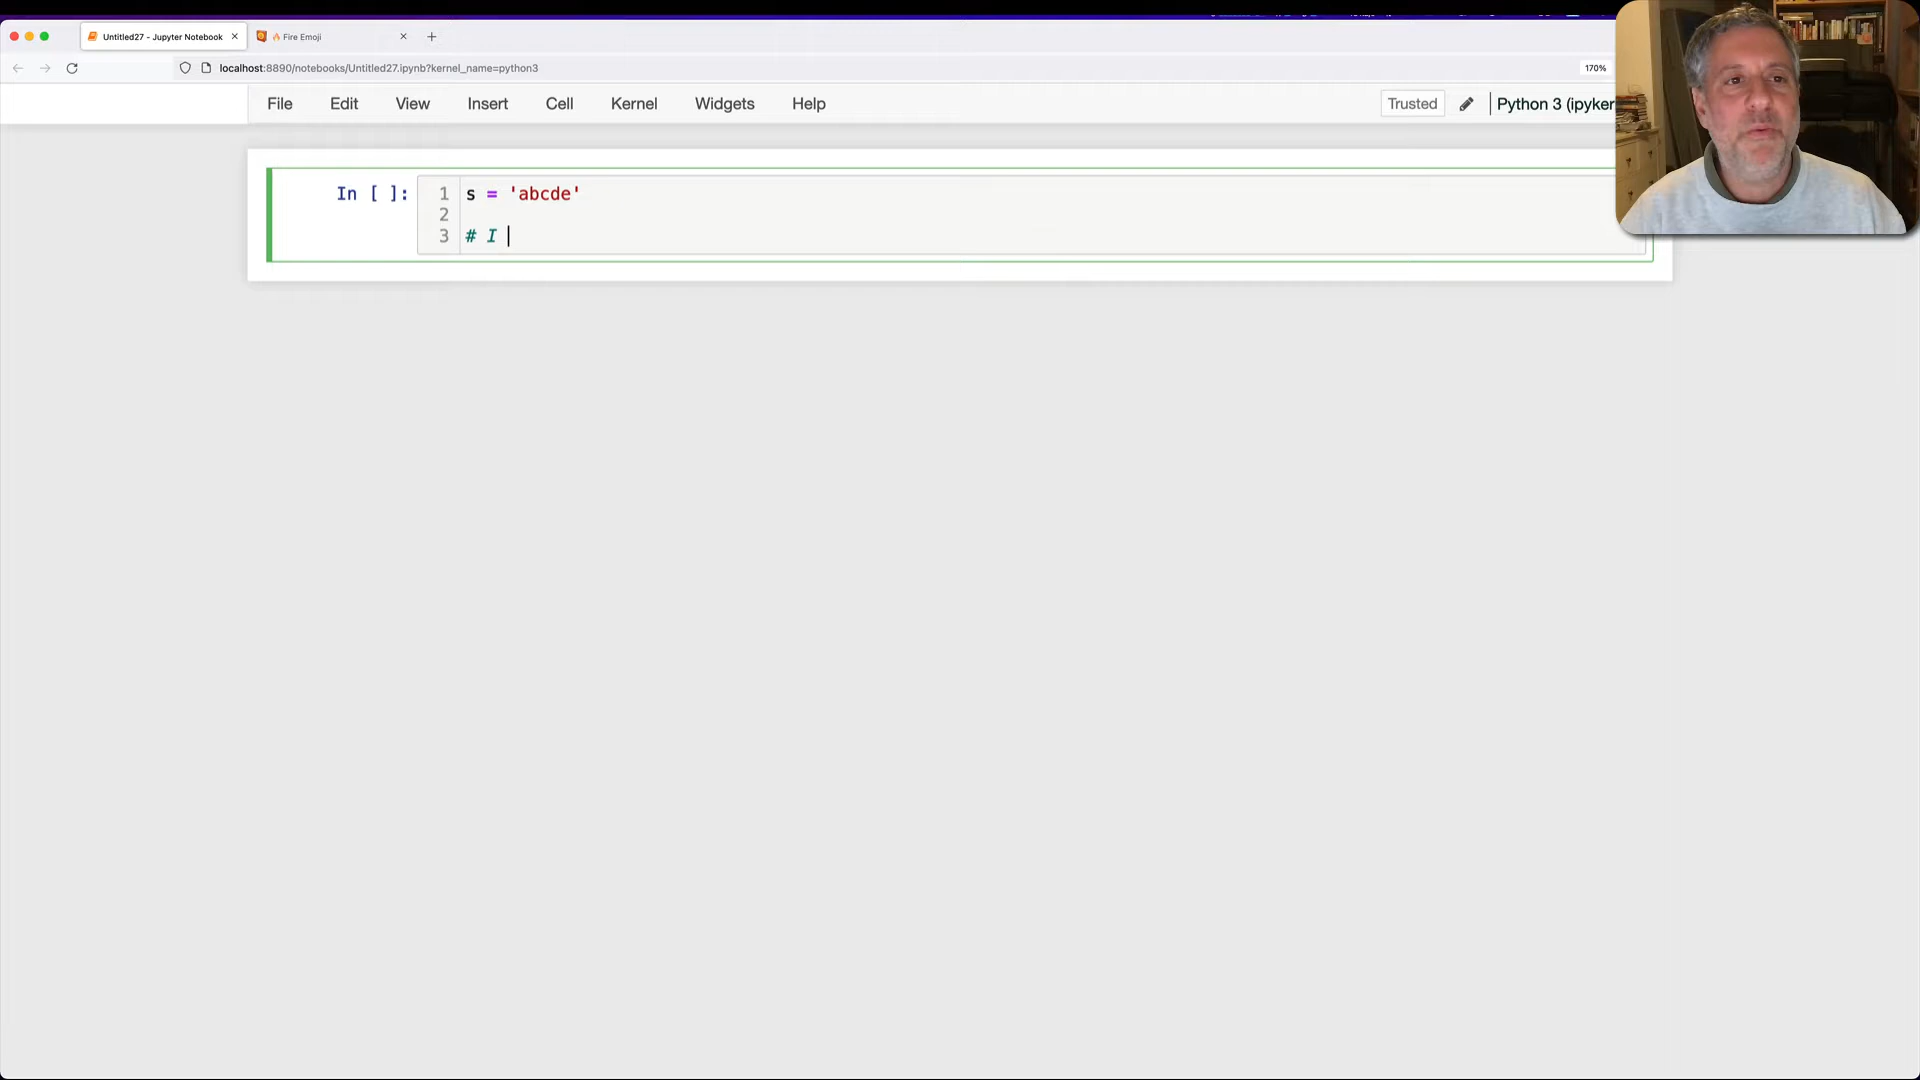 Untitled27 - Jupyter Notebook
🔥 Fire Emoji
localhost:8890/notebooks/Untitled27.ipynb?kernel_name=python3
170%
File Edit View Insert Cell Kernel Widgets Help
Trusted
Python 3 (ipyker
In [ ]:
1 s = 'abcde'
2
3 # I